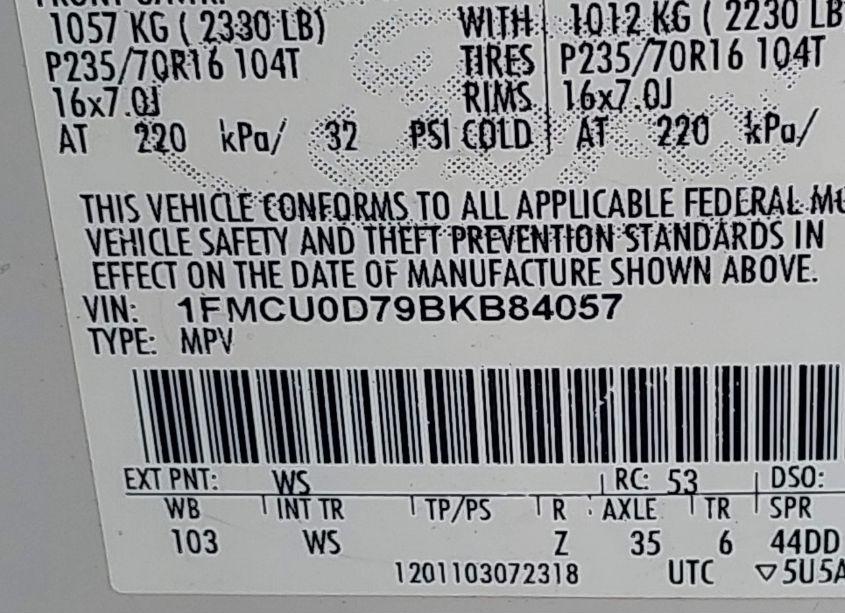 1057 KG ( 2330 LB) WITH 1012 KG ( 2230 LB
P235/70R16 104T TIRES P235/70R16 104T
16x7.0J RIMS 16x7.0J
AT 220 kPa/ 32 PSI COLD AT 220 kPa/
THIS VEHICLE CONFORMS TO ALL APPLICABLE FEDERAL
VEHICLE SAFETY AND THEFT PREVENTION STANDARDS IN
EFFECT ON THE DATE OF MANUFACTURE SHOWN ABOVE.
VIN: 1FMCU0D79BKB84057
TYPE: MPV
EXT PNT: WS RC: 53 DSO:
WB INT TR TP/PS R AXLE TR SPR
103 WS Z 35 6 44DD
1201103072318 UTC ▽5U5A